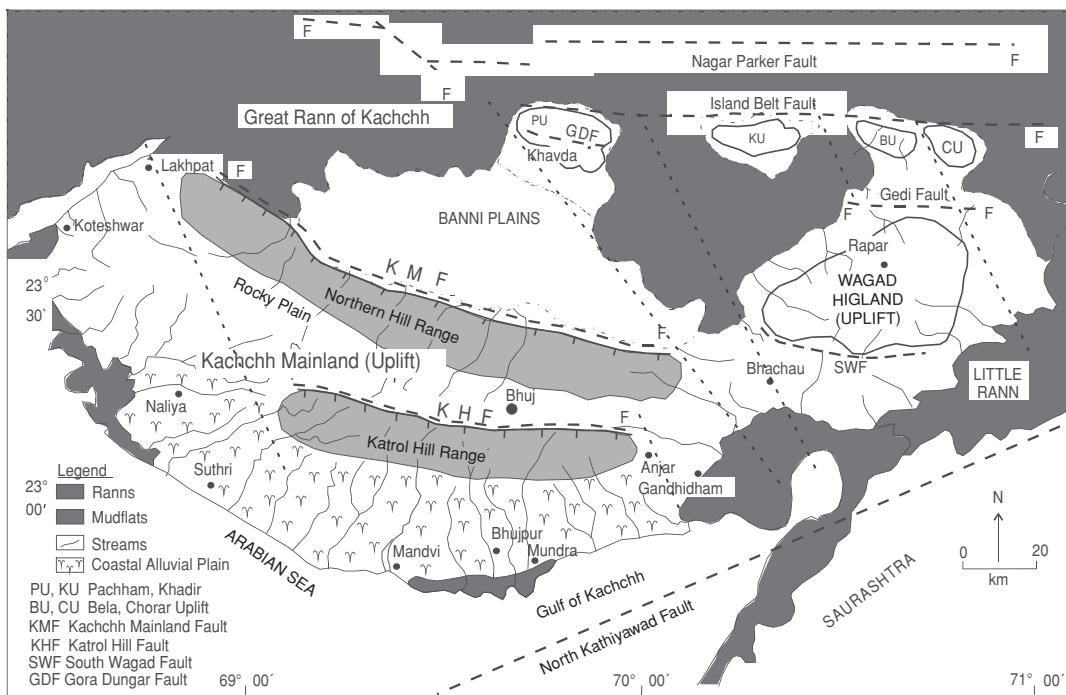 F
Nagar Parker Fault
F
F
Great Rann of Kachchh
Island Belt Fault
PU
GDF
Khavda
KU
BU
CU
F
Lakhpat
F
Gedi Fault
F
F
Koteshwar
BANNI PLAINS
Rapar
WAGAD
HIGLAND
(UPLIFT)
23⁰
30`
K M F
Rocky Plain
Northern Hill Range
F
SWF
Kachchh Mainland (Uplift)
Bhachau
LITTLE
RANN
Naliya
Bhuj
K H F
F
Katrol Hill Range
Anjar
Gandhidham
Suthri
23°
00'
Legend
Ranns
Mudflats
Streams
Coastal Alluvial Plain
PU, KU Pachham, Khadir
BU, CU Bela, Chorar Uplift
KMF Kachchh Mainland Fault
KHF Katrol Hill Fault
SWF South Wagad Fault
GDF Gora Dungar Fault
ARABIAN SEA
Mandvi
Bhujpur
Mundra
Gulf of Kachchh
North Kathiyawad Fault
SAURASHTRA
N
0 20
km
69° 00′
70° 00′
71° 00′